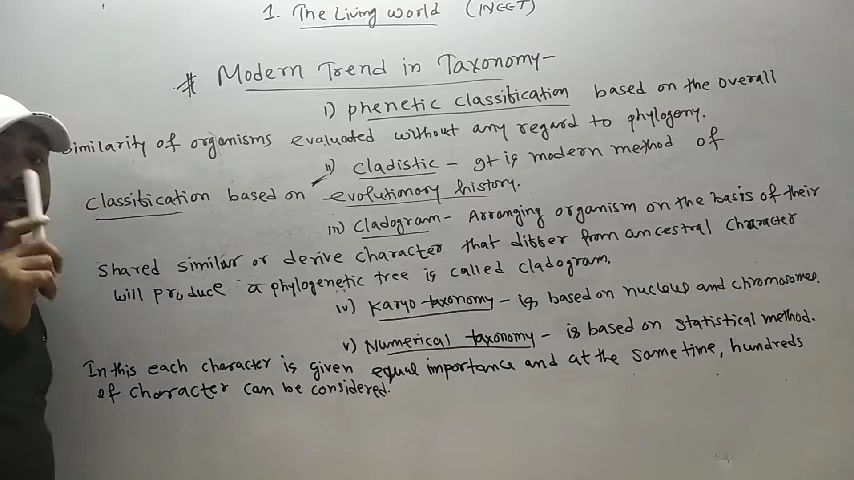 1. The Living world (NEET)
# Modern Trend in Taxonomy-
i) phenetic classification based on the overall
Similarity of organisms evaluated without any regard to phylogeny.
ii) Cladistic - It is modern method of
classification based on evolutionary history.
iii) Cladogram - Arranging organism on the basis of their
shared similar or derive character that differ from ancestral character
will produce a phylogenetic tree is called cladogram.
iv) Karyo-taxonomy - is based on nucleus and chromosomes.
v) Numerical taxonomy - is based on statistical method.
In this each character is given equal importance and at the same time, hundreds
of character can be considered.